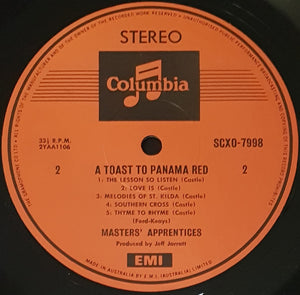 STEREO
Columbia
33⅓ R.P.M.
2YAA1106
SCXO-7998
2
A TOAST TO PANAMA RED
2
1: THE LESSON SO LISTEN (Castle)
2: LOVE IS (Castle)
3: MELODIES OF ST. KILDA (Castle)
4: SOUTHERN CROSS (Castle)
5: THYME TO RHYME (Castle)
(Ford-Keays)
MASTERS' APPRENTICES
Produced by Jeff Jarratt
EMI
MADE IN AUSTRALIA BY E.M.I. (AUSTRALIA) LIMITED